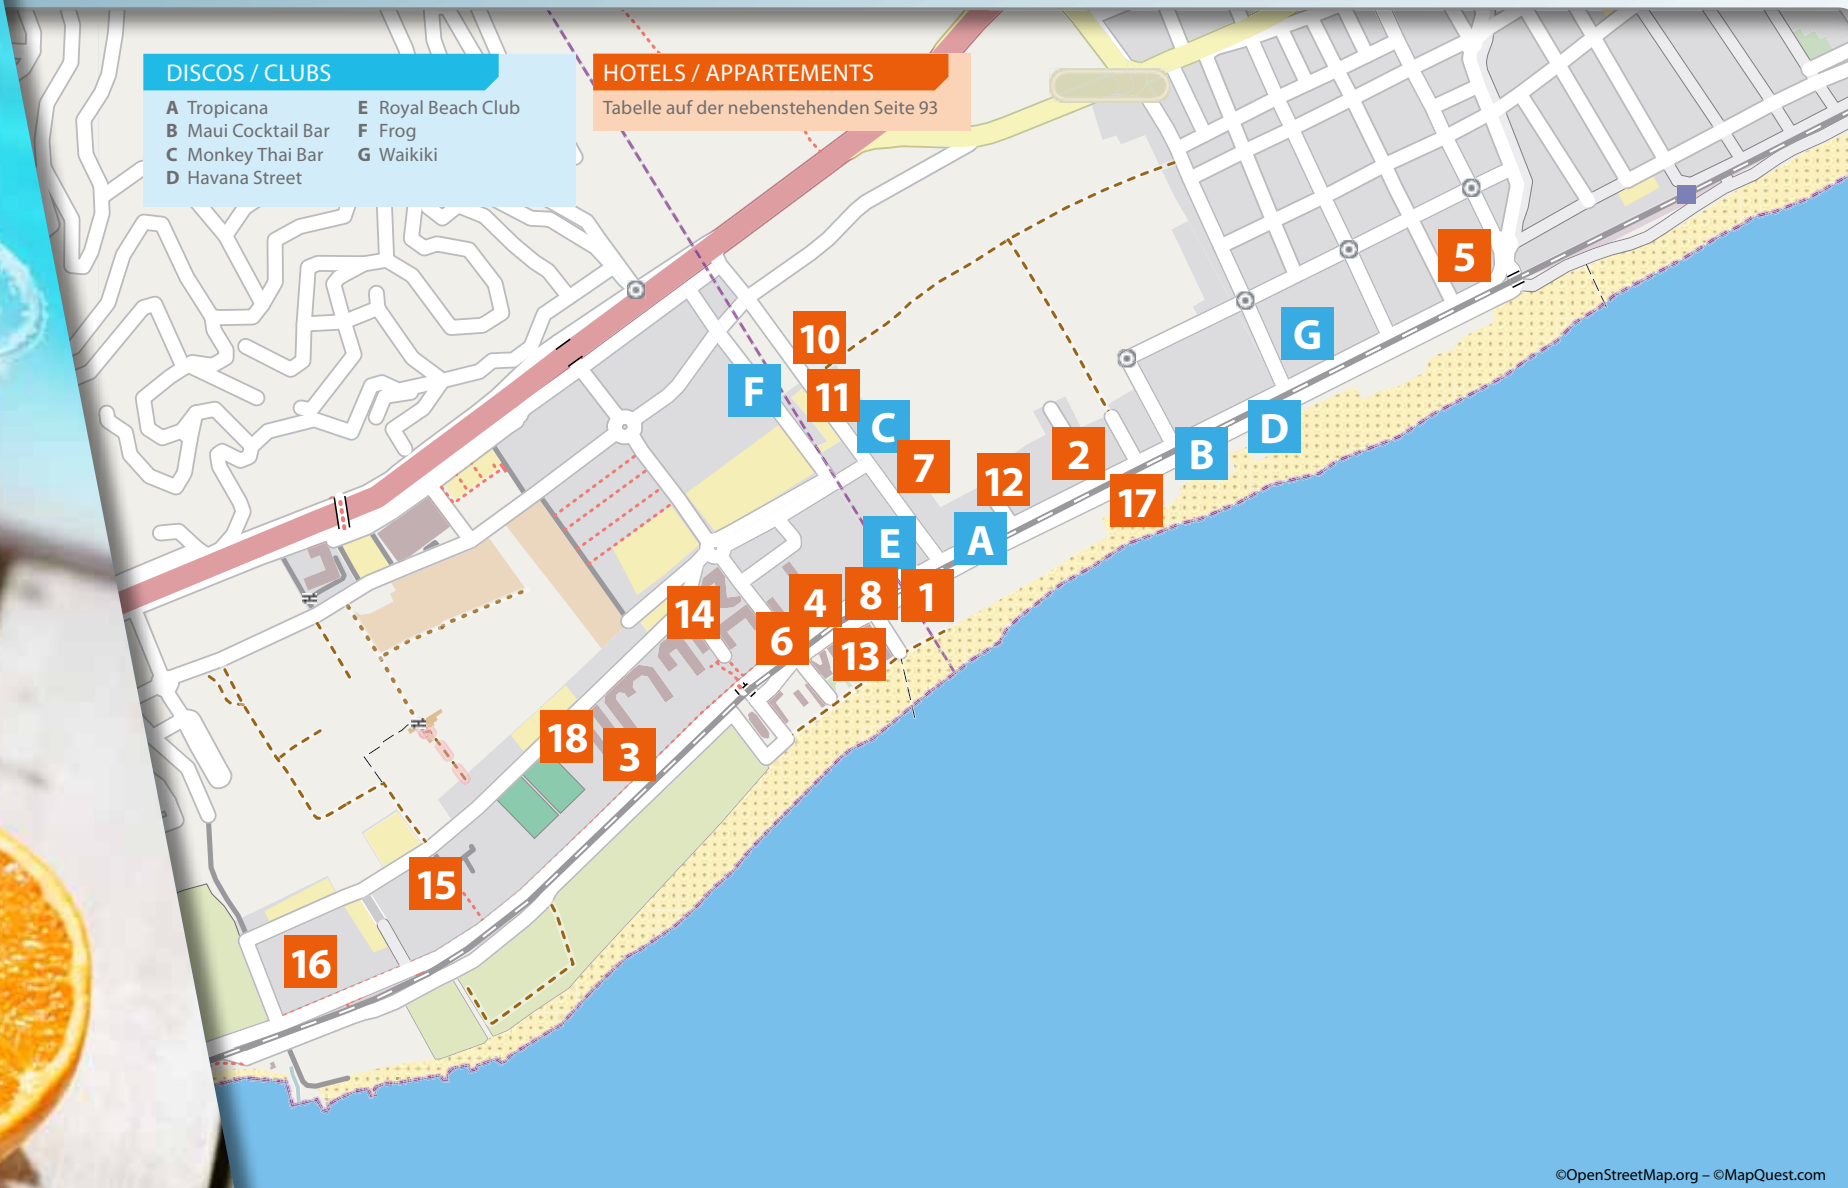 DISCOS / CLUBS
A Tropicana
B Maui Cocktail Bar
C Monkey Thai Bar
D Havana Street
E Royal Beach Club
F Frog
G Waikiki
HOTELS / APPARTEMENTS
Tabelle auf der nebenstehenden Seite 93
5
10
G
F
11
C
D
7
2
B
12
17
E
A
4
8
1
14
6
13
18
3
15
16
©OpenStreetMap.org – ©MapQuest.com